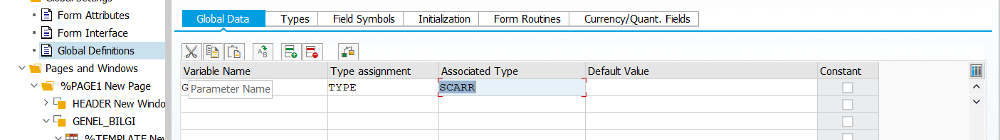 Global Settings
Form Attributes
Form Interface
Global Definitions
Pages and Windows
%PAGE1 New Page
HEADER New Windo
GENEL_BILGI
%TEMPLATE New
Global Data Types Field Symbols Initialization Form Routines Currency/Quant. Fields
Variable Name Type assignment Associated Type Default Value Constant
G TYPE SCARR
Parameter Name